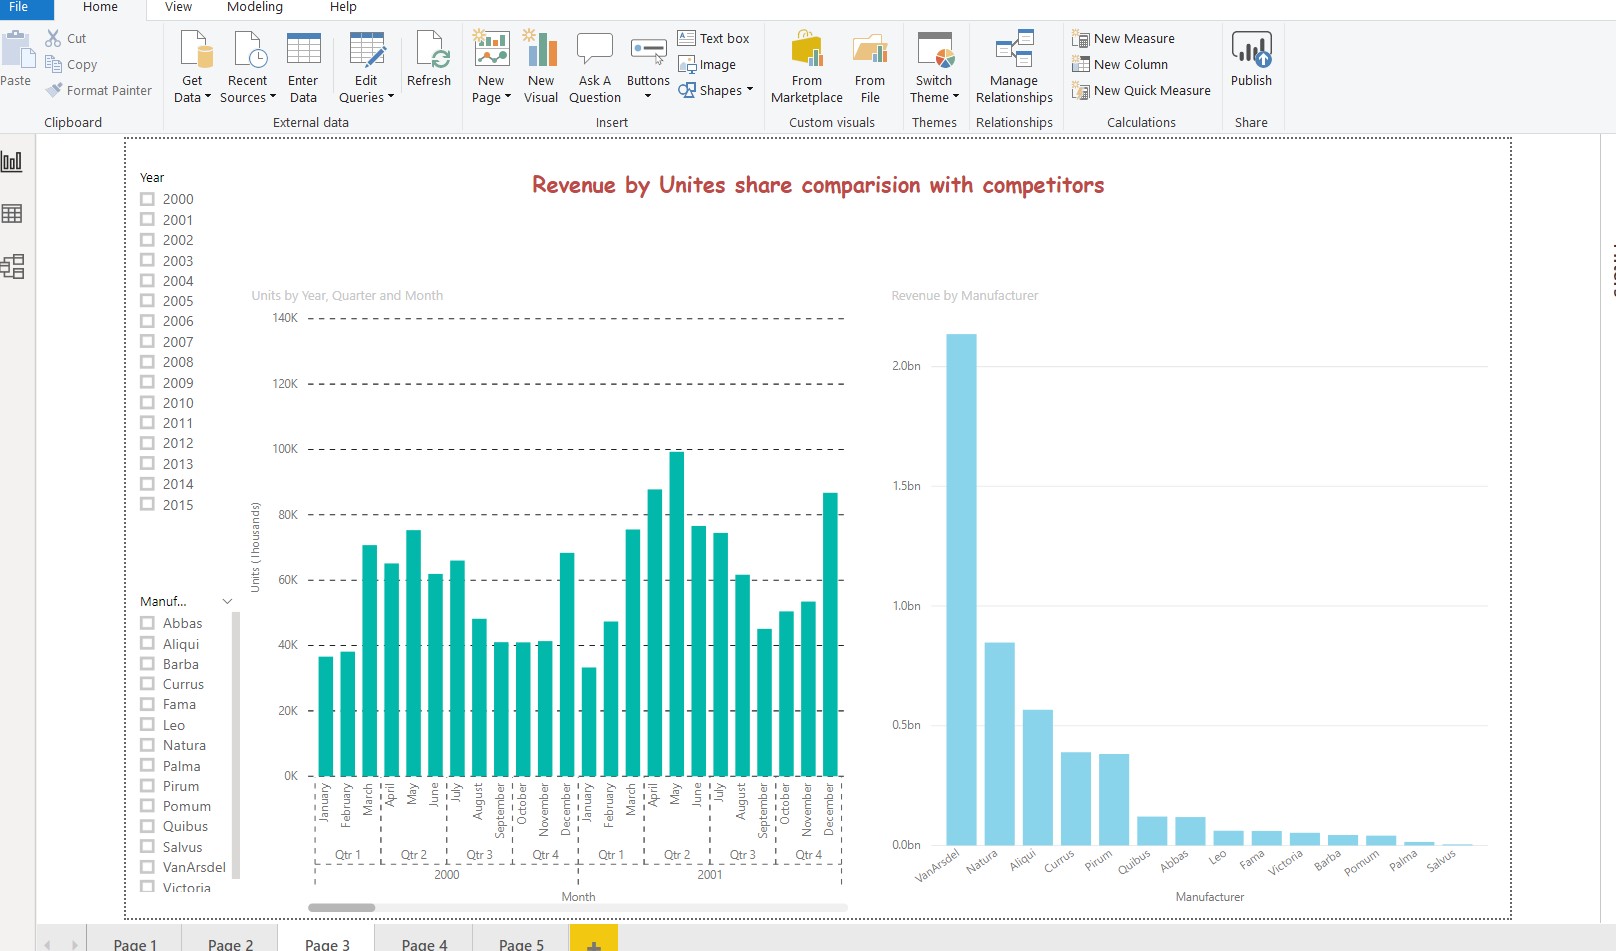 File Home View Modeling Help
Paste
Cut
Copy
Format Painter
Clipboard
Get Data
Recent Sources
Enter Data
Edit Queries
Refresh
External data
New Page
New Visual
Ask A Question
Buttons
Text box
Image
Shapes
Insert
From Marketplace
From File
Custom visuals
Switch Theme
Themes
Manage Relationships
Relationships
New Measure
New Column
New Quick Measure
Calculations
Publish
Share
Revenue by Unites share comparision with competitors
Year
2000
2001
2002
2003
2004
2005
2006
2007
2008
2009
2010
2011
2012
2013
2014
2015
Manuf...
Abbas
Aliqui
Barba
Currus
Fama
Leo
Natura
Palma
Pirum
Pomum
Quibus
Salvus
VanArsdel
Victoria
Units by Year, Quarter and Month
140K
120K
100K
80K
60K
40K
20K
0K
Units (Thousands)
January February March April May June July August September October November December January February March April May June July August September October November December
Qtr 1 Qtr 2 Qtr 3 Qtr 4 Qtr 1 Qtr 2 Qtr 3 Qtr 4
2000 2001
Month
Revenue by Manufacturer
2.0bn
1.5bn
1.0bn
0.5bn
0.0bn
VanArsdel Natura Aliqui Currus Pirum Quibus Abbas Leo Fama Victoria Barba Pomum Palma Salvus
Manufacturer
Page 1 Page 2 Page 3 Page 4 Page 5 +